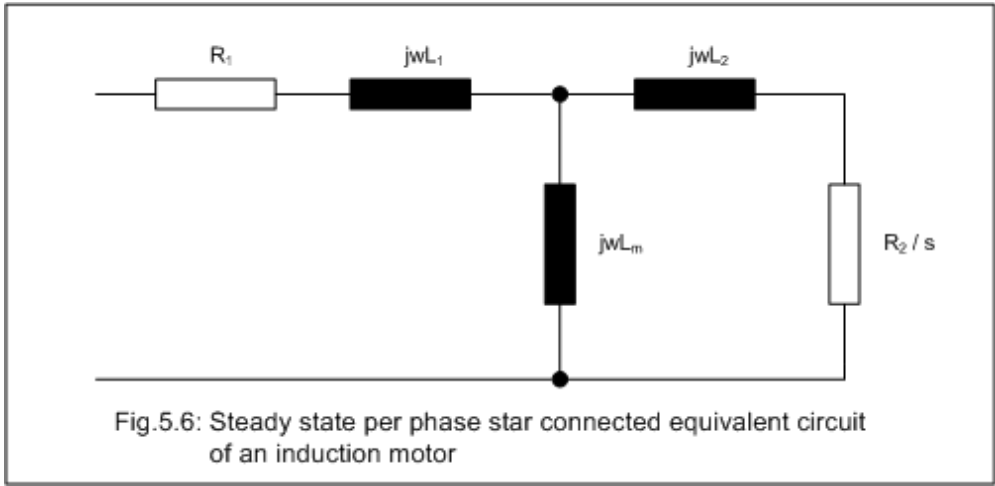 R₁
jwL₁
jwL₂
jwLₘ
R₂ / s
Fig.5.6: Steady state per phase star connected equivalent circuit
of an induction motor